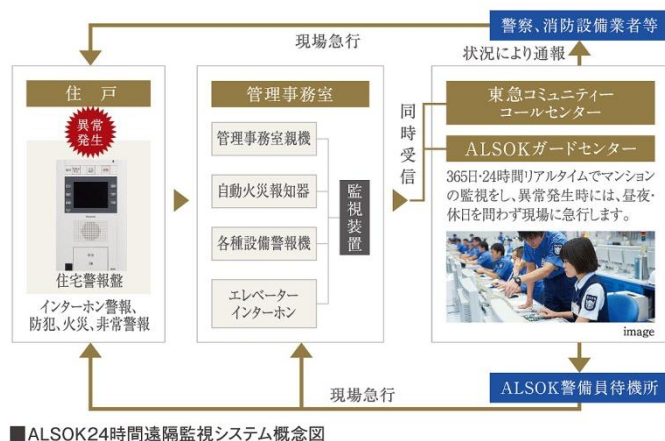 警察、消防設備業者等
現場急行
状況により通報
住戸
異常
発生
住宅警報盤
インターホン警報、
防犯、火災、非常警報
管理事務室
管理事務室親機
自動火災報知器
各種設備警報機
エレベーター
インターホン
監視装置
同時受信
東急コミュニティー
コールセンター
ALSOKガードセンター
365日・24時間リアルタイムでマンション
の監視をし、異常発生時には、昼夜・
休日を問わず現場に急行します。
image
現場急行
ALSOK警備員待機所
■ALSOK24時間遠隔監視システム概念図